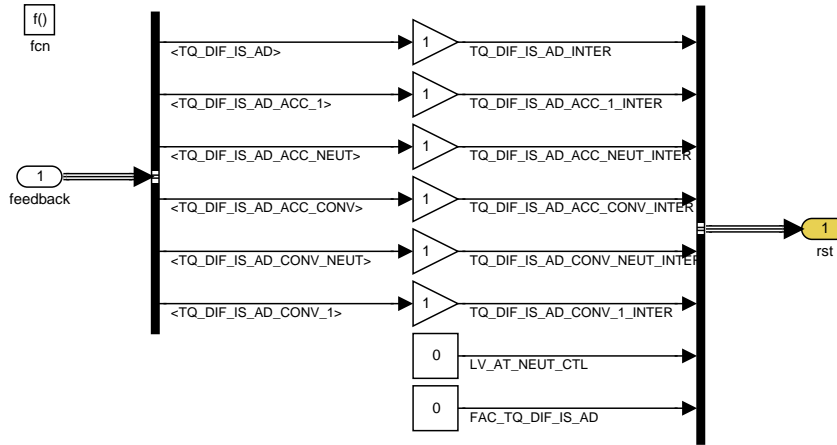 f()
fcn
<TQ_DIF_IS_AD>
1
TQ_DIF_IS_AD_INTER
<TQ_DIF_IS_AD_ACC_1>
1
TQ_DIF_IS_AD_ACC_1_INTER
<TQ_DIF_IS_AD_ACC_NEUT>
1
TQ_DIF_IS_AD_ACC_NEUT_INTER
1
feedback
<TQ_DIF_IS_AD_ACC_CONV>
1
TQ_DIF_IS_AD_ACC_CONV_INTER
1
rst
<TQ_DIF_IS_AD_CONV_NEUT>
1
TQ_DIF_IS_AD_CONV_NEUT_INTER
<TQ_DIF_IS_AD_CONV_1>
1
TQ_DIF_IS_AD_CONV_1_INTER
0
LV_AT_NEUT_CTL
0
FAC_TQ_DIF_IS_AD